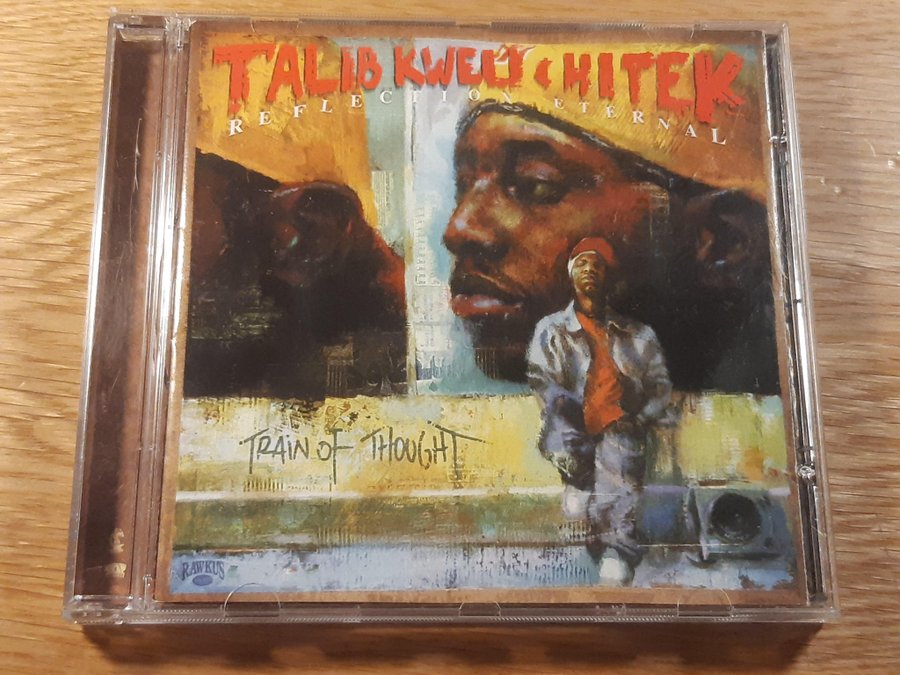 TALIB KWELI & HITEK
REFLECTION ETERNAL
TRAIN OF THOUGHT
RAWKUS